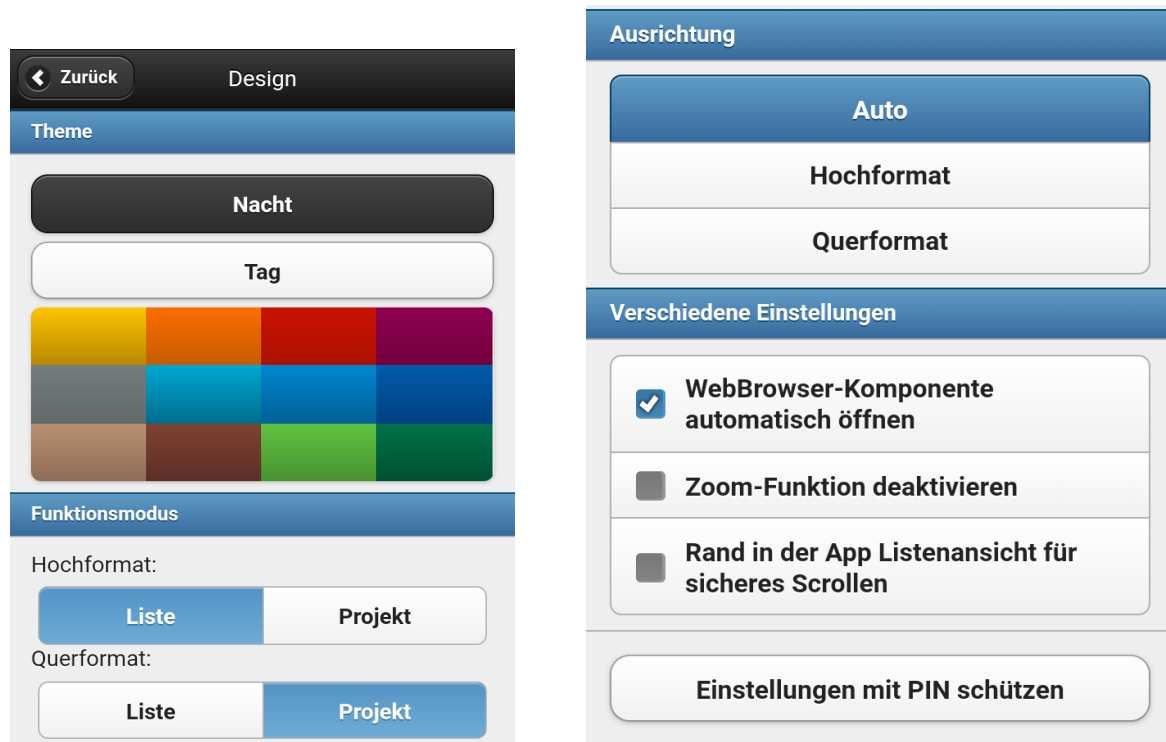 Zurück
Design
Theme
Nacht
Tag
Funktionsmodus
Hochformat:
Liste
Projekt
Querformat:
Liste
Projekt
Ausrichtung
Auto
Hochformat
Querformat
Verschiedene Einstellungen
WebBrowser-Komponente
automatisch öffnen
Zoom-Funktion deaktivieren
Rand in der App Listenansicht für
sicheres Scrollen
Einstellungen mit PIN schützen